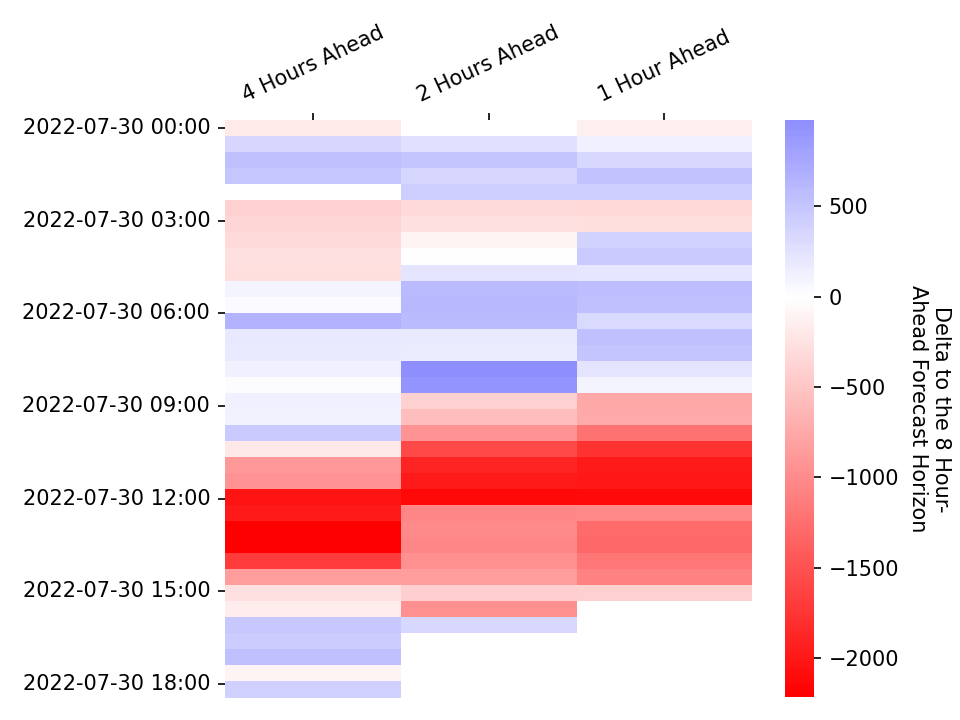 4 Hours Ahead
2 Hours Ahead
1 Hour Ahead
2022-07-30 00:00
2022-07-30 03:00
2022-07-30 06:00
2022-07-30 09:00
2022-07-30 12:00
2022-07-30 15:00
2022-07-30 18:00
500
0
−500
−1000
−1500
−2000
Delta to the 8 Hour-
Ahead Forecast Horizon